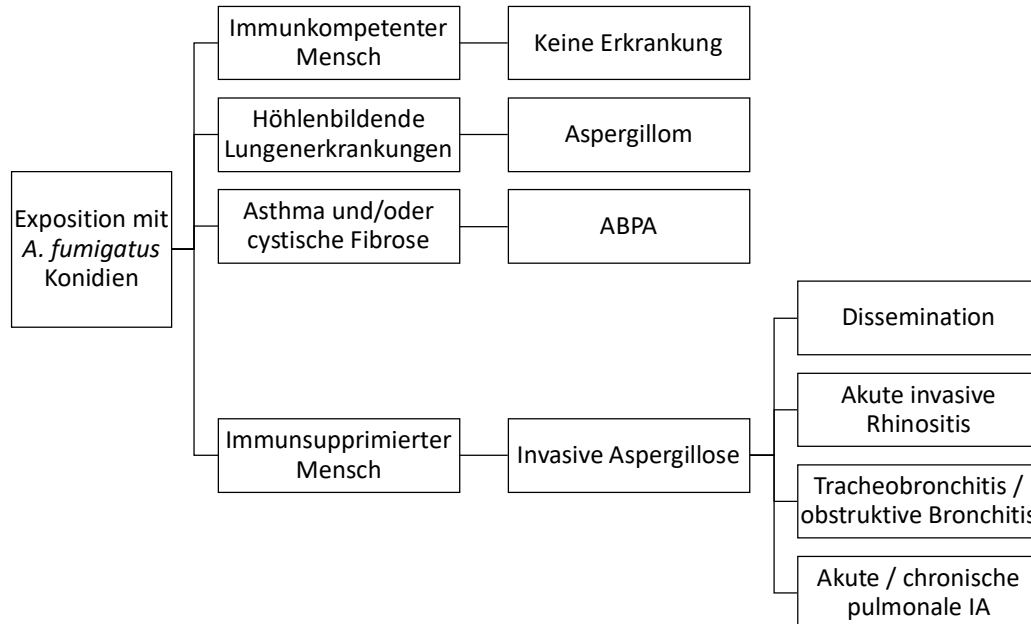 Exposition mit
A. fumigatus
Konidien
Immunkompetenter
Mensch
Keine Erkrankung
Höhlenbildende
Lungenerkrankungen
Aspergillom
Asthma und/oder
cystische Fibrose
ABPA
Immunsupprimierter
Mensch
Invasive Aspergillose
Dissemination
Akute invasive
Rhinositis
Tracheobronchitis /
obstruktive Bronchitis
Akute / chronische
pulmonale IA